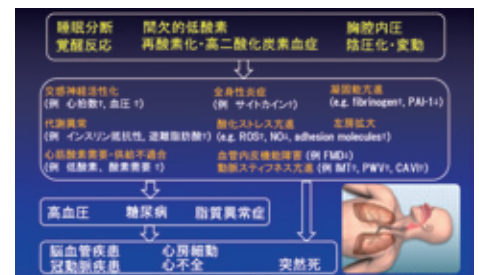 睡眠分断 間欠的低酸素 胸腔内圧
覚醒反応 再酸素化・高二酸化炭素血症 陰圧化・変動
交感神経活性化 全身性炎症 凝固能亢進
(例 心拍数↑, 血圧 ↑) (例 サイトカイン↑) (e.g. fibrinogen↑, PAI-1↓)
代謝異常 酸化ストレス亢進 左房拡大
(例 インスリン抵抗性, 遊離脂肪酸↑) (e.g. ROS↑, NO↓, adhesion molecules↑)
心筋酸素需要-供給不適合 血管内皮機能障害 (例 FMD↓)
(例 低酸素, 酸素需要 ↑) 動脈スティフネス亢進 (例 IMT↑, PWV↑, CAVI↑)
高血圧 糖尿病 脂質異常症
脳血管疾患 心房細動
冠動脈疾患 心不全 突然死